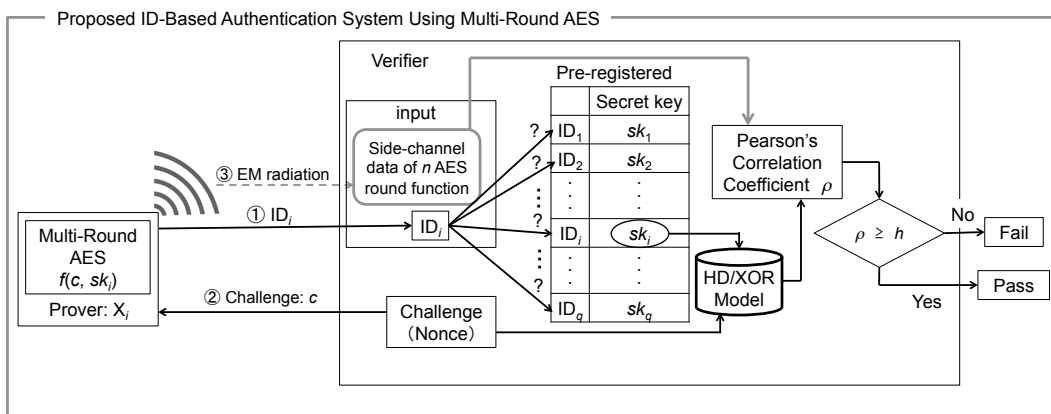 Proposed ID-Based Authentication System Using Multi-Round AES
Verifier
Pre-registered
input
Secret key
Side-channel
data of n AES
round function
? ID₁ sk₁
? ID₂ sk₂
⋮ ⋮ ⋮
? IDᵢ skᵢ
⋮ ⋮ ⋮
? ID_q sk_q
③ EM radiation
① IDᵢ
IDᵢ
Multi-Round
AES
f(c, skᵢ)
Prover: Xᵢ
② Challenge: c
Challenge
(Nonce)
HD/XOR
Model
Pearson's
Correlation
Coefficient ρ
ρ ≥ h
No
Fail
Yes
Pass